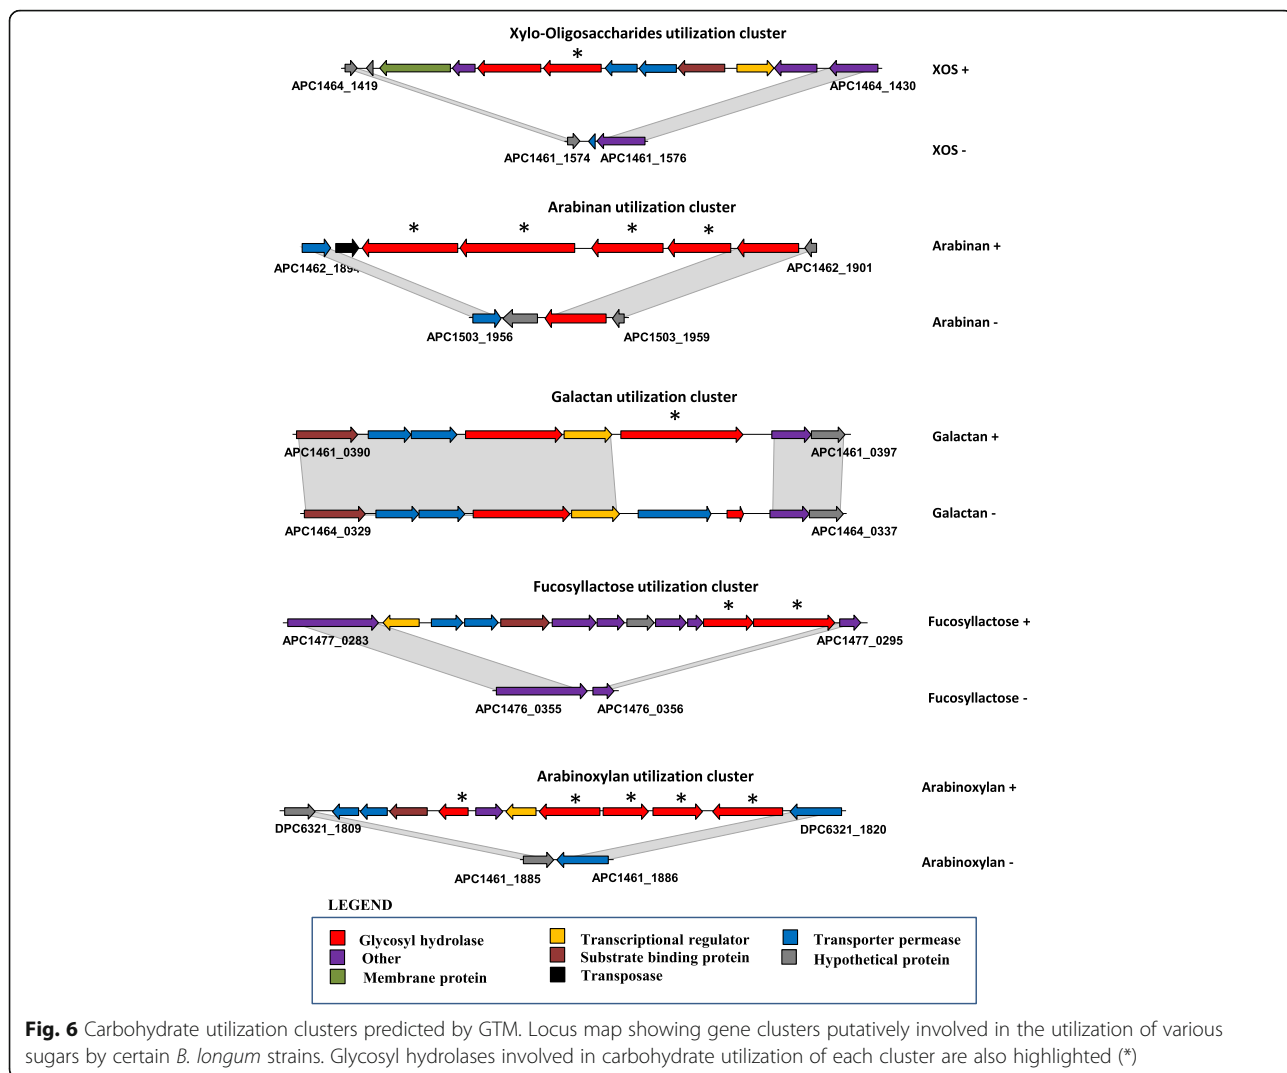 Xylo-Oligosaccharides utilization cluster
*
XOS +
APC1464_1419
APC1464_1430
XOS -
APC1461_1574
APC1461_1576
Arabinan utilization cluster
* * * *
Arabinan +
APC1462_1894
APC1462_1901
Arabinan -
APC1503_1956
APC1503_1959
Galactan utilization cluster
*
Galactan +
APC1461_0390
APC1461_0397
Galactan -
APC1464_0329
APC1464_0337
Fucosyllactose utilization cluster
* *
Fucosyllactose +
APC1477_0283
APC1477_0295
Fucosyllactose -
APC1476_0355
APC1476_0356
Arabinoxylan utilization cluster
Arabinoxylan +
* * * * *
DPC6321_1809
DPC6321_1820
Arabinoxylan -
APC1461_1885
APC1461_1886
LEGEND
Glycosyl hydrolase
Other
Membrane protein
Transcriptional regulator
Substrate binding protein
Transposase
Transporter permease
Hypothetical protein
Fig. 6 Carbohydrate utilization clusters predicted by GTM. Locus map showing gene clusters putatively involved in the utilization of various
sugars by certain B. longum strains. Glycosyl hydrolases involved in carbohydrate utilization of each cluster are also highlighted (*)